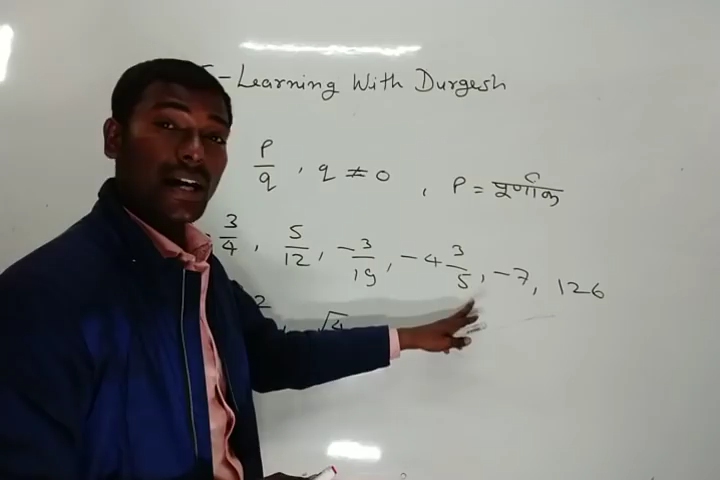 -Learning With Durgesh
p/q , q ≠ 0 , P = पूर्णांक
3/4 , 5/12 , -3/19 , -4 3/5 , -7 , 126
2 , √4